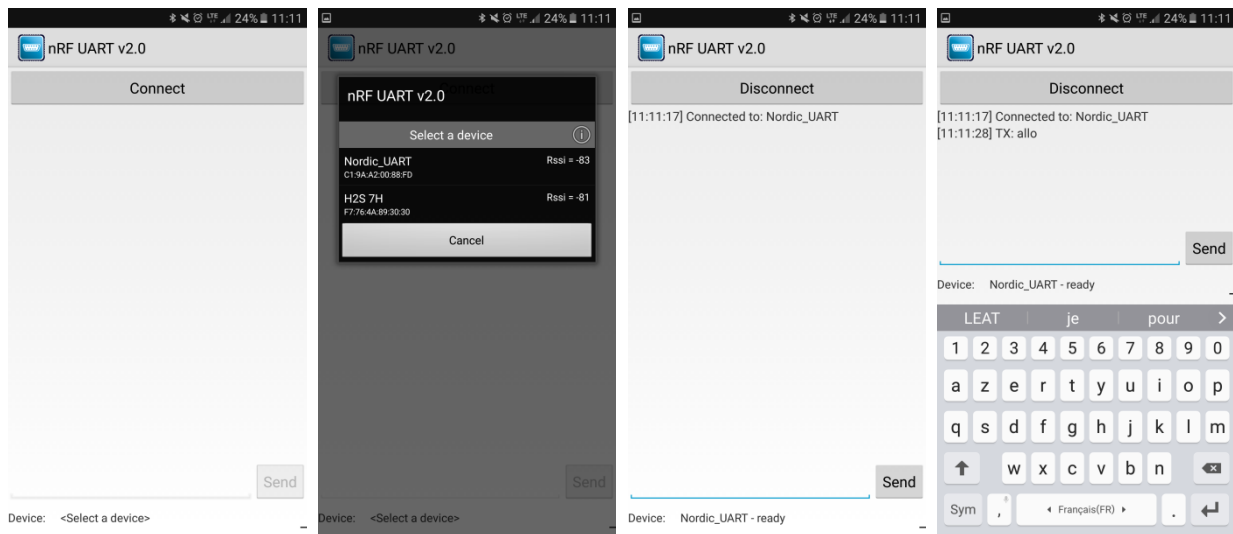 LTE 24% 11:11
nRF UART v2.0
Connect
Send
Device: <Select a device>
LTE 24% 11:11
nRF UART v2.0
Connect
nRF UART v2.0
Select a device
Nordic_UART Rssi = -83
C1:9A:A2:00:88:FD
H2S 7H Rssi = -81
F7:76:4A:89:30:30
Cancel
Send
Device: <Select a device>
LTE 24% 11:11
nRF UART v2.0
Disconnect
[11:11:17] Connected to: Nordic_UART
Send
Device: Nordic_UART - ready
LTE 24% 11:11
nRF UART v2.0
Disconnect
[11:11:17] Connected to: Nordic_UART
[11:11:28] TX: allo
Send
Device: Nordic_UART - ready
LEAT je pour >
1 2 3 4 5 6 7 8 9 0
a z e r t y u i o p
q s d f g h j k l m
w x c v b n
Sym , Français(FR) .